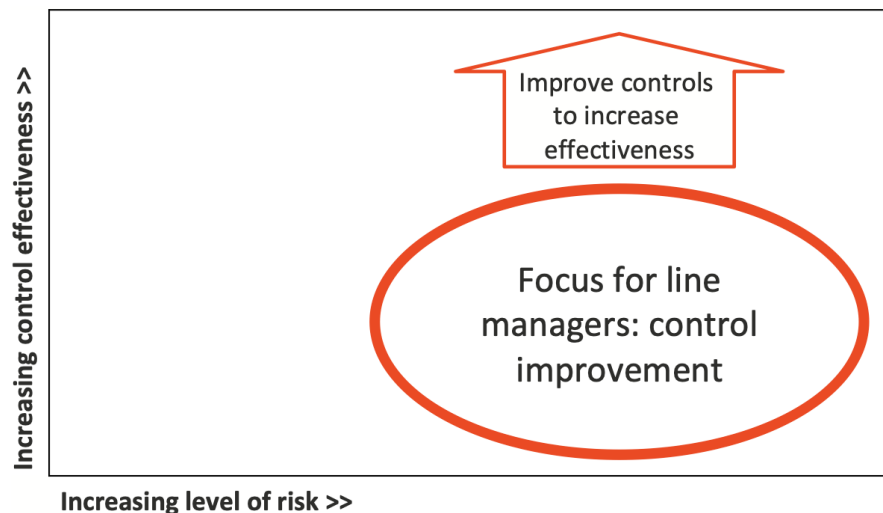 Increasing control effectiveness >>
Improve controls
to increase
effectiveness
Focus for line
managers: control
improvement
Increasing level of risk >>